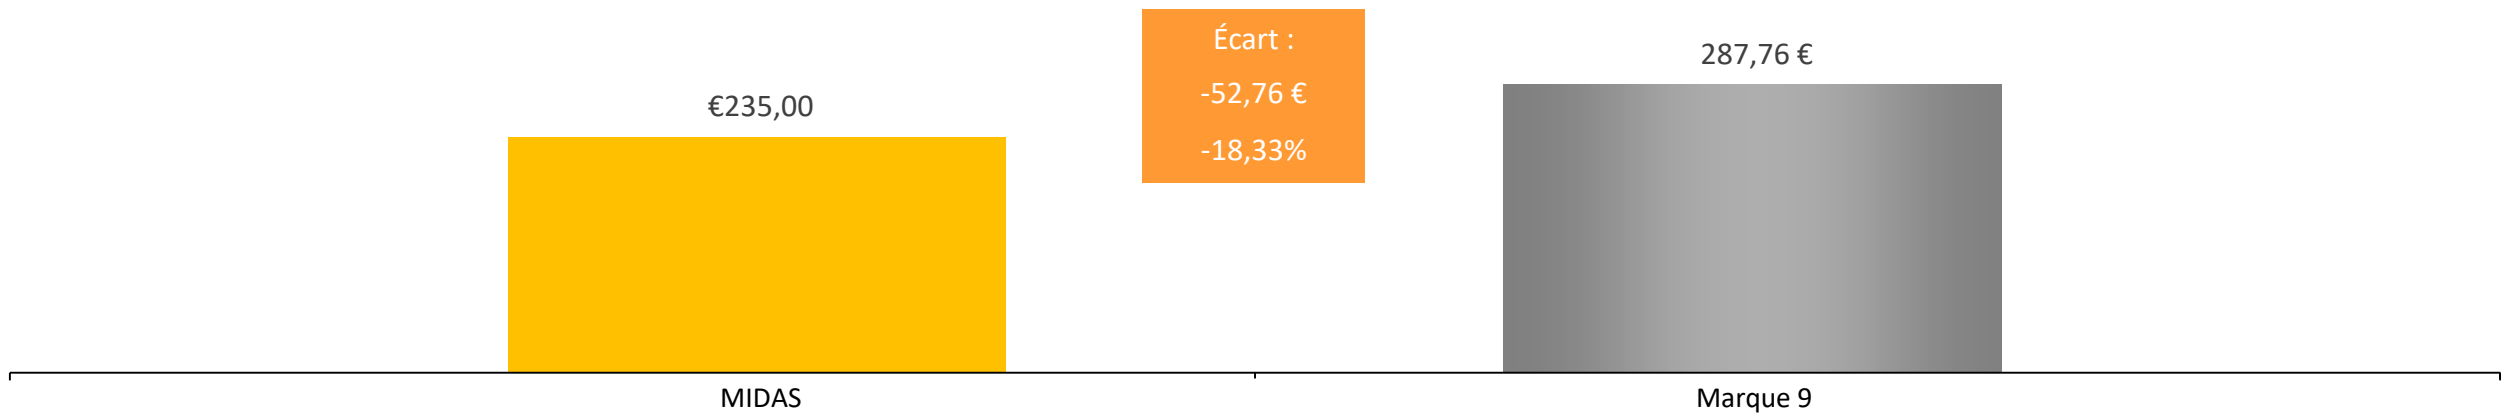 Écart :
-52,76 €
-18,33%
287,76 €
€235,00
MIDAS
Marque 9